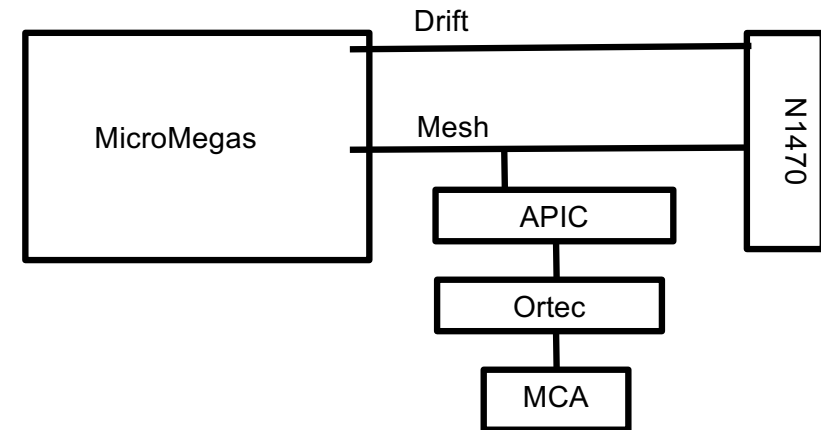 Drift
MicroMegas
Mesh
N1470
APIC
Ortec
MCA